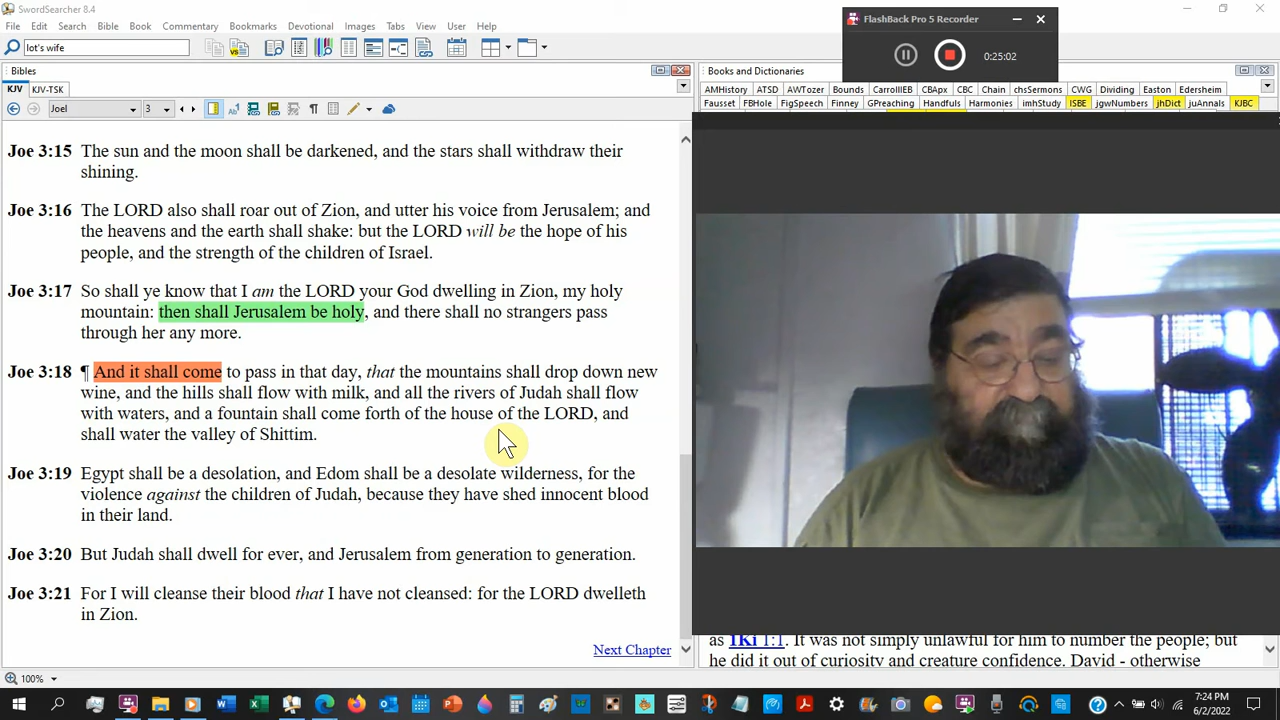 SwordSearcher 8.4
File Edit Search Bible Book Commentary Bookmarks Devotional Images Tabs View User Help
lot's wife
Bibles
KJV KJV-TSK
Joel 3
Joe 3:15 The sun and the moon shall be darkened, and the stars shall withdraw their
shining.
Joe 3:16 The LORD also shall roar out of Zion, and utter his voice from Jerusalem; and
the heavens and the earth shall shake: but the LORD will be the hope of his
people, and the strength of the children of Israel.
Joe 3:17 So shall ye know that I am the LORD your God dwelling in Zion, my holy
mountain: then shall Jerusalem be holy, and there shall no strangers pass
through her any more.
Joe 3:18 ¶ And it shall come to pass in that day, that the mountains shall drop down new
wine, and the hills shall flow with milk, and all the rivers of Judah shall flow
with waters, and a fountain shall come forth of the house of the LORD, and
shall water the valley of Shittim.
Joe 3:19 Egypt shall be a desolation, and Edom shall be a desolate wilderness, for the
violence against the children of Judah, because they have shed innocent blood
in their land.
Joe 3:20 But Judah shall dwell for ever, and Jerusalem from generation to generation.
Joe 3:21 For I will cleanse their blood that I have not cleansed: for the LORD dwelleth
in Zion.
Next Chapter
100%
FlashBack Pro 5 Recorder
0:25:02
Books and Dictionaries
AMHistory ATSD AWTozer Bounds CarrollIEB CBApx CBC Chain chsSermons CWG Dividing Easton Edersheim
Fausset FBHole FigSpeech Finney GPreaching Handfuls Harmonies imhStudy ISBE jgwNumbers jhDict juAnnals KJBC
as 1Ki 1:1. It was not simply unlawful for him to number the people; but
he did it out of curiosity and creature confidence. David - otherwise
7:24 PM
6/2/2022